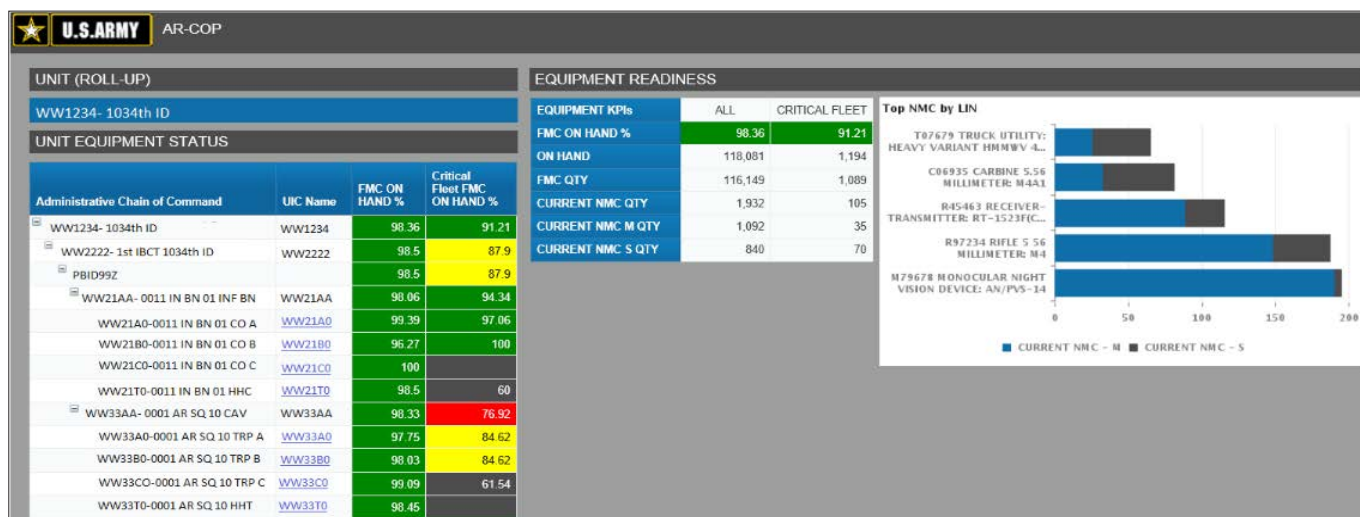 U.S.ARMY AR-COP
UNIT (ROLL-UP)
WW1234- 1034th ID
UNIT EQUIPMENT STATUS
Administrative Chain of Command UIC Name FMC ON HAND % Critical Fleet FMC ON HAND %
WW1234- 1034th ID WW1234 98.36 91.21
WW2222- 1st IBCT 1034th ID WW2222 98.5 87.9
PBID99Z 98.5 87.9
WW21AA- 0011 IN BN 01 INF BN WW21AA 98.06 94.34
WW21A0-0011 IN BN 01 CO A WW21A0 99.39 97.06
WW21B0-0011 IN BN 01 CO B WW21B0 96.27 100
WW21C0-0011 IN BN 01 CO C WW21C0 100
WW21T0-0011 IN BN 01 HHC WW21T0 98.5 60
WW33AA- 0001 AR SQ 10 CAV WW33AA 98.33 76.92
WW33A0-0001 AR SQ 10 TRP A WW33A0 97.75 84.62
WW33B0-0001 AR SQ 10 TRP B WW33B0 98.03 84.62
WW33CO-0001 AR SQ 10 TRP C WW33C0 99.09 61.54
WW33T0-0001 AR SQ 10 HHT WW33T0 98.45
EQUIPMENT READINESS
EQUIPMENT KPIs ALL CRITICAL FLEET
FMC ON HAND % 98.36 91.21
ON HAND 118,081 1,194
FMC QTY 116,149 1,089
CURRENT NMC QTY 1,932 105
CURRENT NMC M QTY 1,092 35
CURRENT NMC S QTY 840 70
Top NMC by LIN
T07679 TRUCK UTILITY:
HEAVY VARIANT HMMWV 4...
C06935 CARBINE 5.56
MILLIMETER: M4A1
R45463 RECEIVER-
TRANSMITTER: RT-1523F(C...
R97234 RIFLE 5 56
MILLIMETER: M4
M79678 MONOCULAR NIGHT
VISION DEVICE: AN/PVS-14
0 50 100 150 200
CURRENT NMC - M CURRENT NMC - S